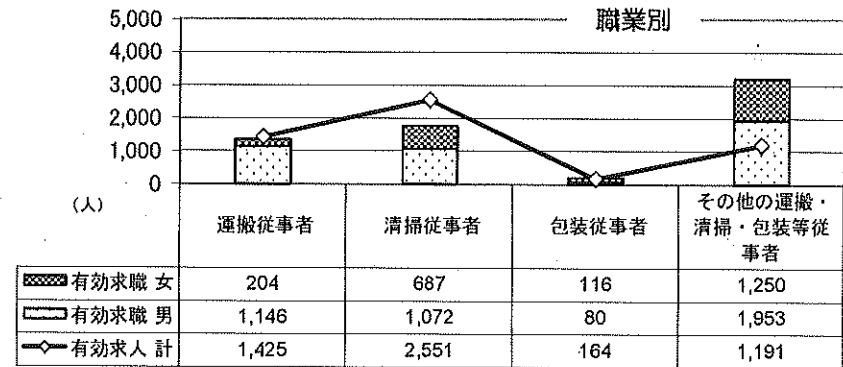 職業別
5,000
4,000
3,000
2,000
1,000
0
(人)
運搬従事者 清掃従事者 包装従事者 その他の運搬・
清掃・包装等従
事者
有効求職 女 204 687 116 1,250
有効求職 男 1,146 1,072 80 1,953
有効求人 計 1,425 2,551 164 1,191